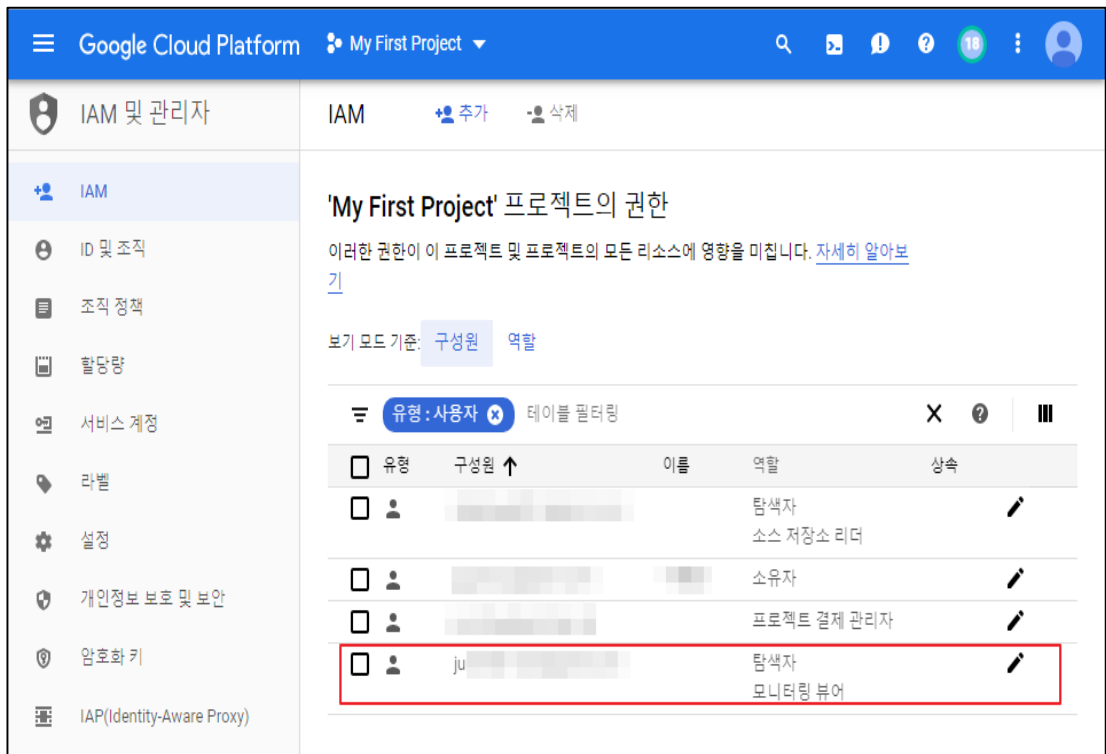 Google Cloud Platform My First Project 18
IAM 및 관리자
IAM 추가 삭제
IAM
ID 및 조직
조직 정책
할당량
서비스 계정
라벨
설정
개인정보 보호 및 보안
암호화 키
IAP(Identity-Aware Proxy)
'My First Project' 프로젝트의 권한
이러한 권한이 이 프로젝트 및 프로젝트의 모든 리소스에 영향을 미칩니다. 자세히 알아보
기
보기 모드 기준: 구성원 역할
유형 : 사용자 테이블 필터링
유형 구성원 이름 역할 상속
탐색자
소스 저장소 리더
소유자
프로젝트 결제 관리자
ju 탐색자
모니터링 뷰어